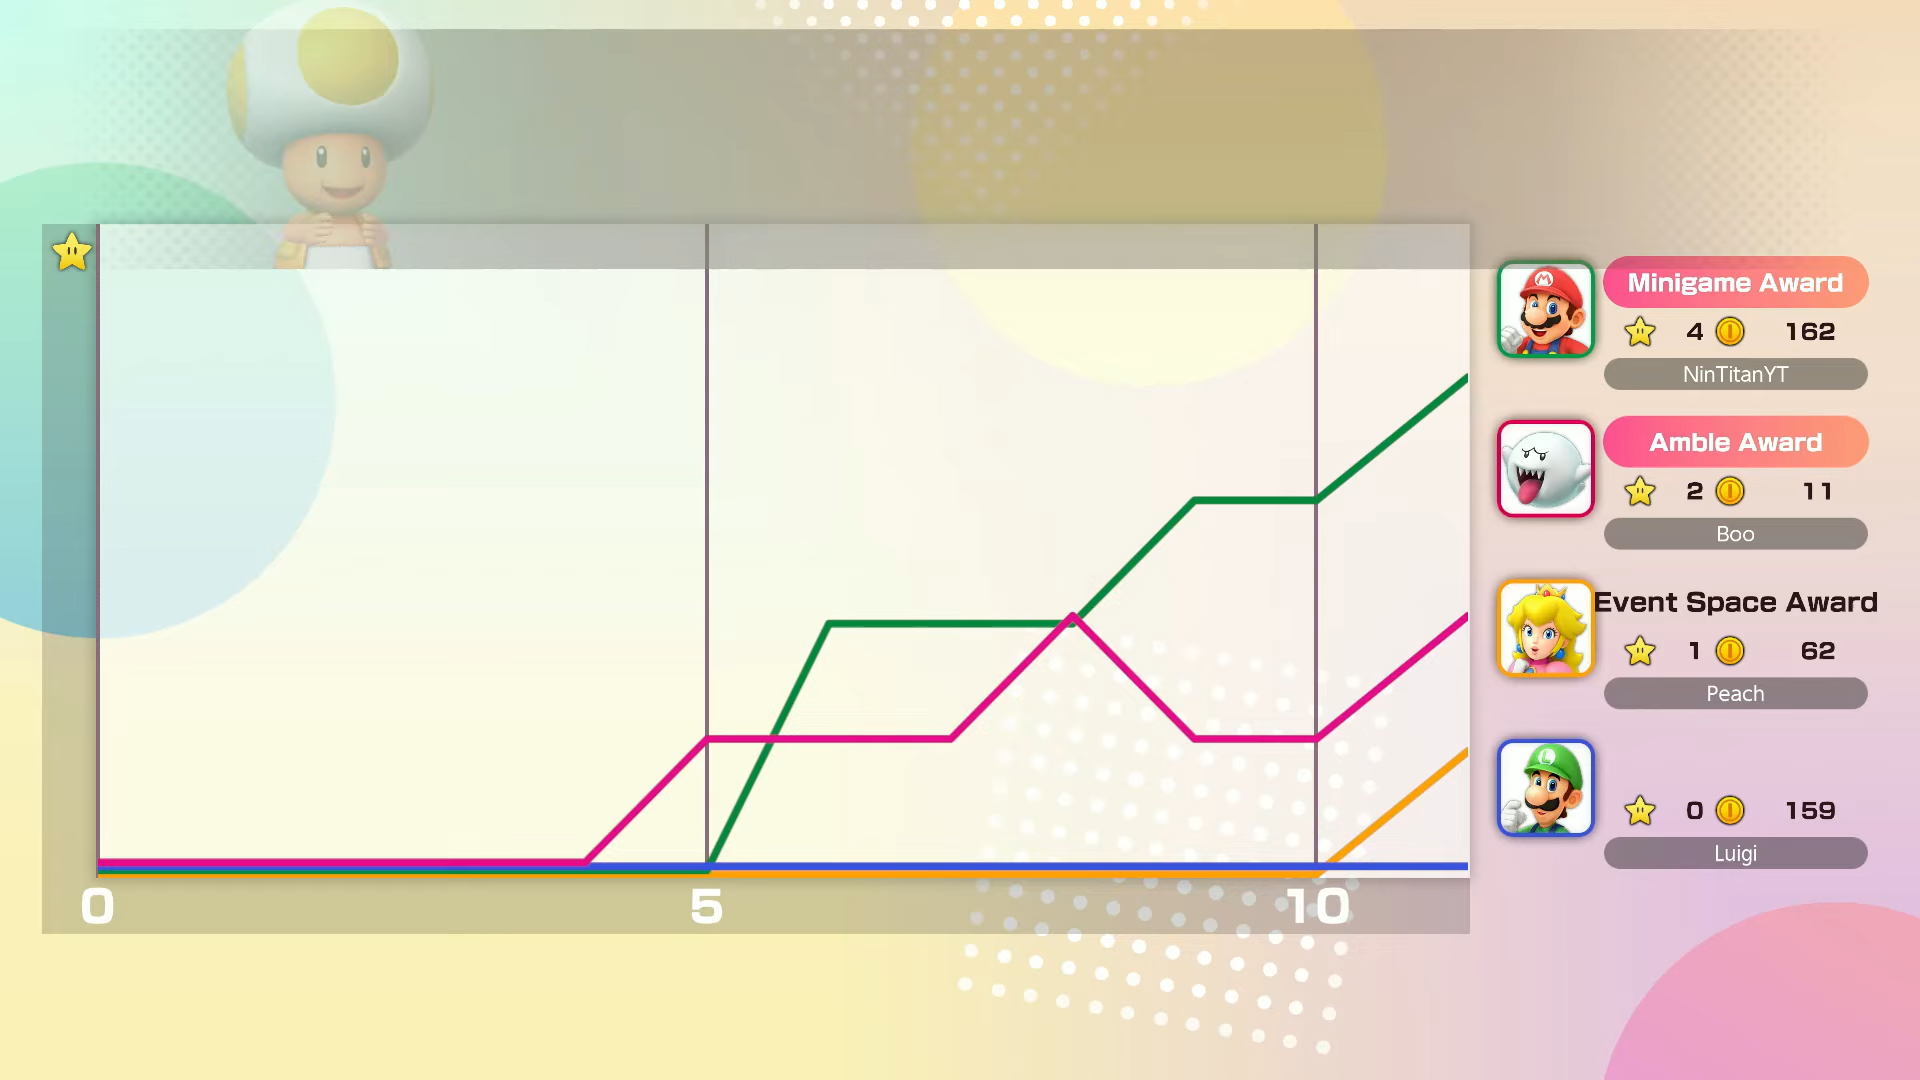 Minigame Award
4 162
NinTitanYT
Amble Award
2 11
Boo
Event Space Award
1 62
Peach
0 159
Luigi
0 5 10